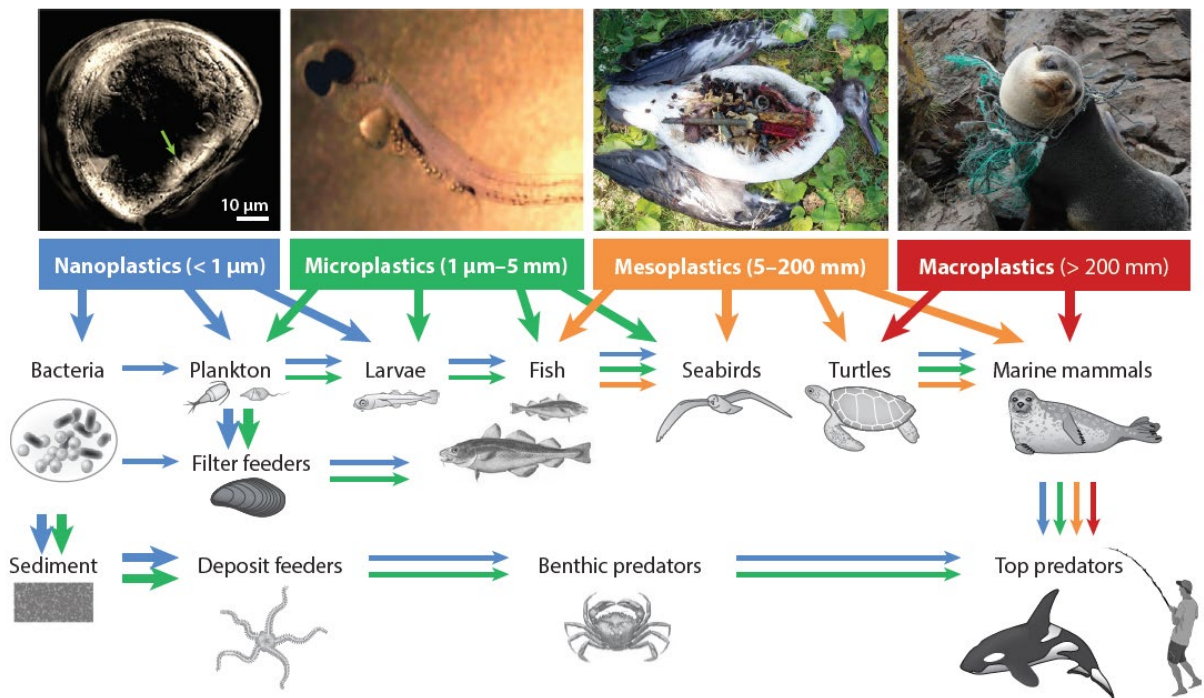 10 µm
Nanoplastics (< 1 µm)
Microplastics (1 µm–5 mm)
Mesoplastics (5–200 mm)
Macroplastics (> 200 mm)
Bacteria
Plankton
Larvae
Fish
Seabirds
Turtles
Marine mammals
Filter feeders
Sediment
Deposit feeders
Benthic predators
Top predators